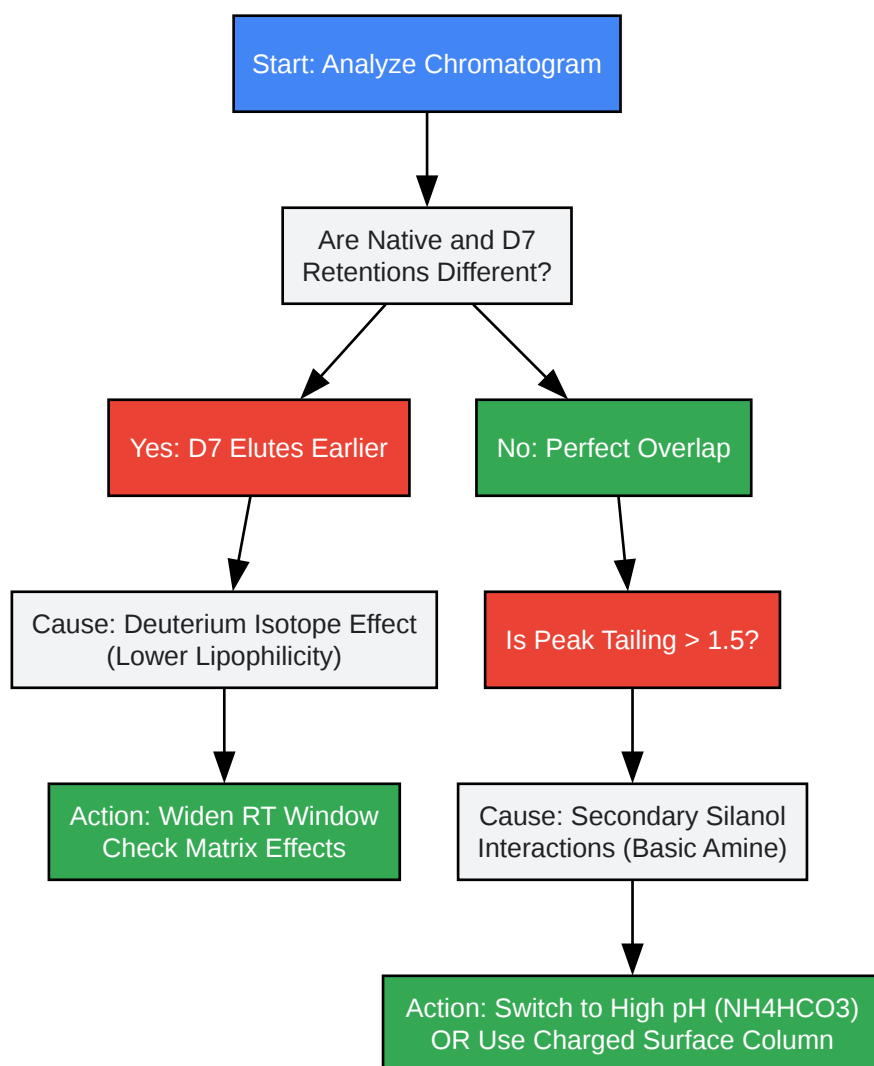 Start: Analyze Chromatogram
Are Native and D7
Retentions Different?
Yes: D7 Elutes Earlier
No: Perfect Overlap
Cause: Deuterium Isotope Effect
(Lower Lipophilicity)
Is Peak Tailing > 1.5?
Action: Widen RT Window
Check Matrix Effects
Cause: Secondary Silanol
Interactions (Basic Amine)
Action: Switch to High pH (NH4HCO3)
OR Use Charged Surface Column